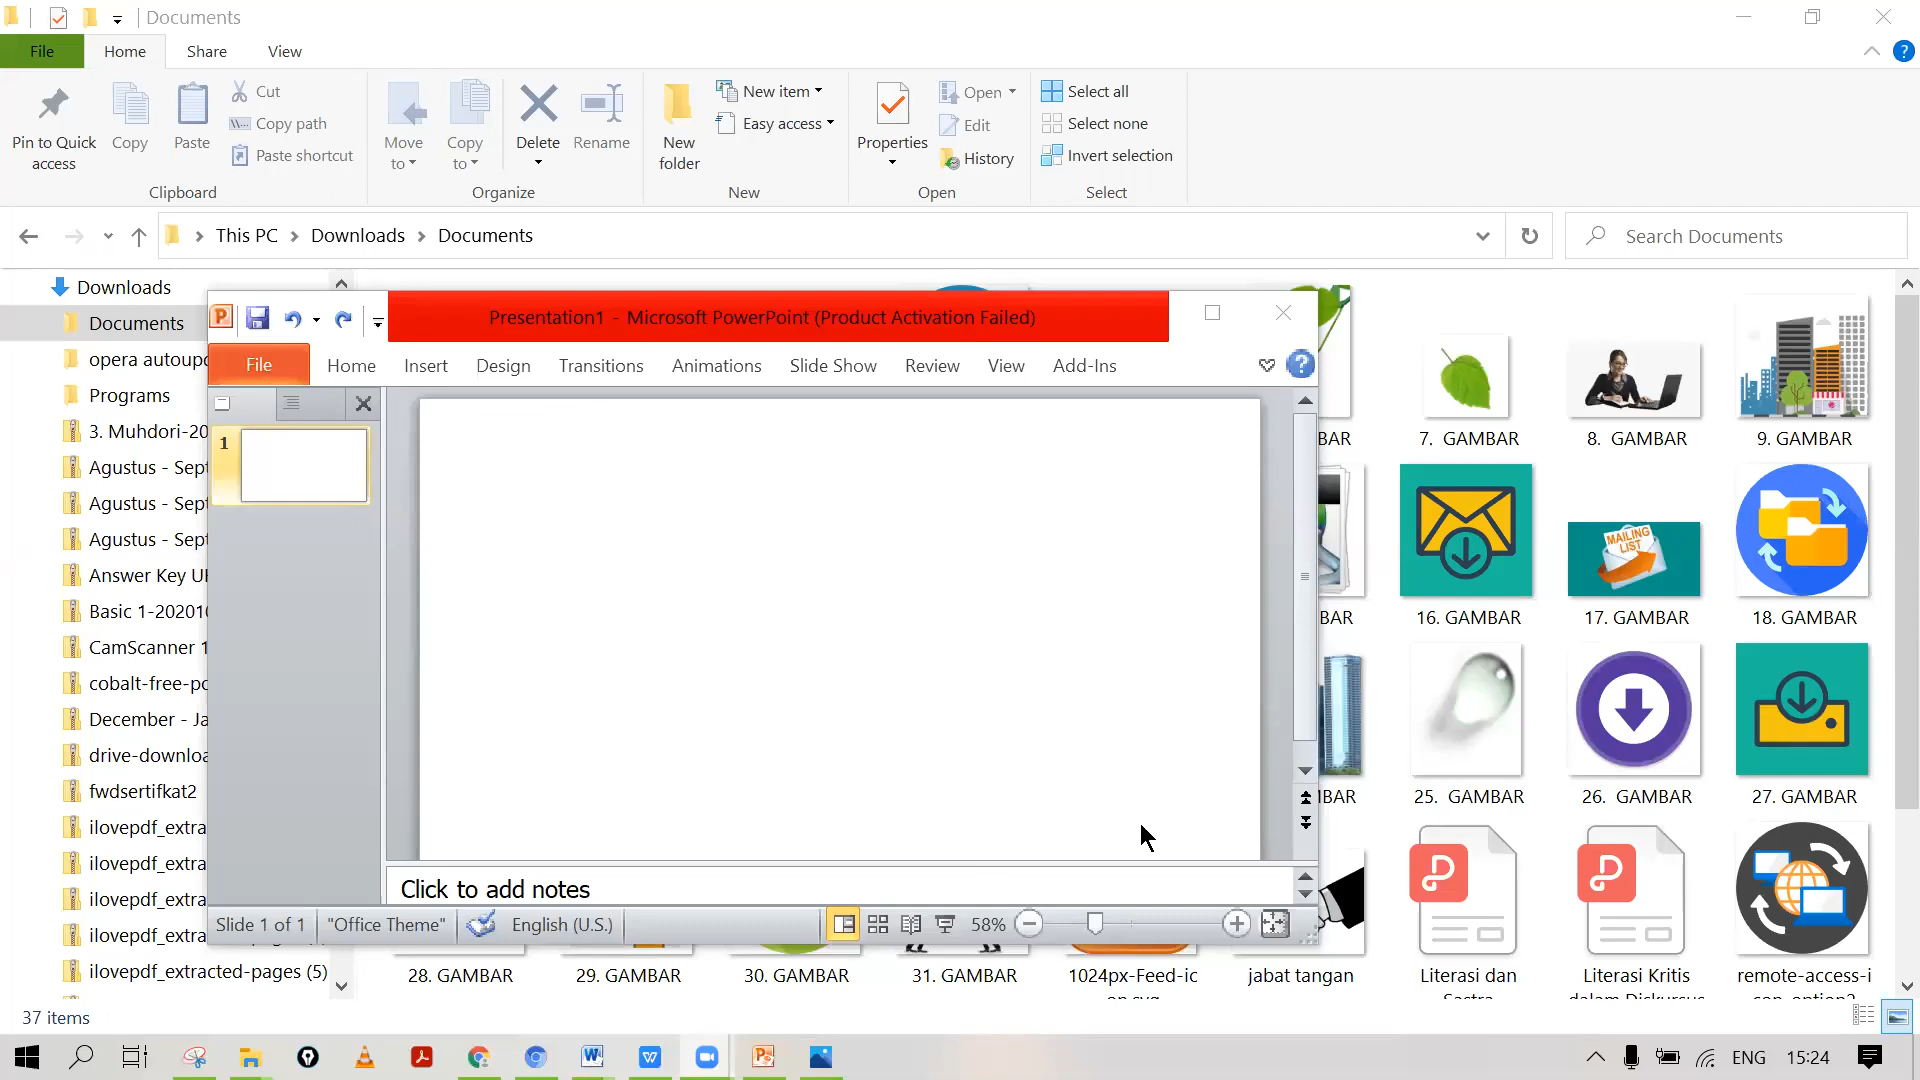 Documents
File Home Share View
Pin to Quick access
Copy
Paste
Cut
Copy path
Paste shortcut
Clipboard
Move to
Copy to
Delete
Rename
Organize
New folder
New item
Easy access
New
Properties
Open
Edit
History
Open
Select all
Select none
Invert selection
Select
This PC Downloads Documents
Search Documents
Downloads
Documents
opera autoupd
Programs
3. Muhdori-20
Agustus - Sept
Agustus - Sept
Agustus - Sept
Answer Key U
Basic 1-20201
CamScanner 1
cobalt-free-po
December - Ja
drive-downloa
fwdsertifkat2
ilovepdf_extra
ilovepdf_extra
ilovepdf_extra
ilovepdf_extra
ilovepdf_extracted-pages (5)
Presentation1 - Microsoft PowerPoint (Product Activation Failed)
File Home Insert Design Transitions Animations Slide Show Review View Add-Ins
1
Click to add notes
Slide 1 of 1 "Office Theme" English (U.S.) 58%
BAR
7. GAMBAR
8. GAMBAR
9. GAMBAR
MAILING LIST
BAR
16. GAMBAR
17. GAMBAR
18. GAMBAR
BAR
25. GAMBAR
26. GAMBAR
27. GAMBAR
28. GAMBAR
29. GAMBAR
30. GAMBAR
31. GAMBAR
1024px-Feed-ic
jabat tangan
Literasi dan
Literasi Kritis
remote-access-i
37 items
ENG 15:24